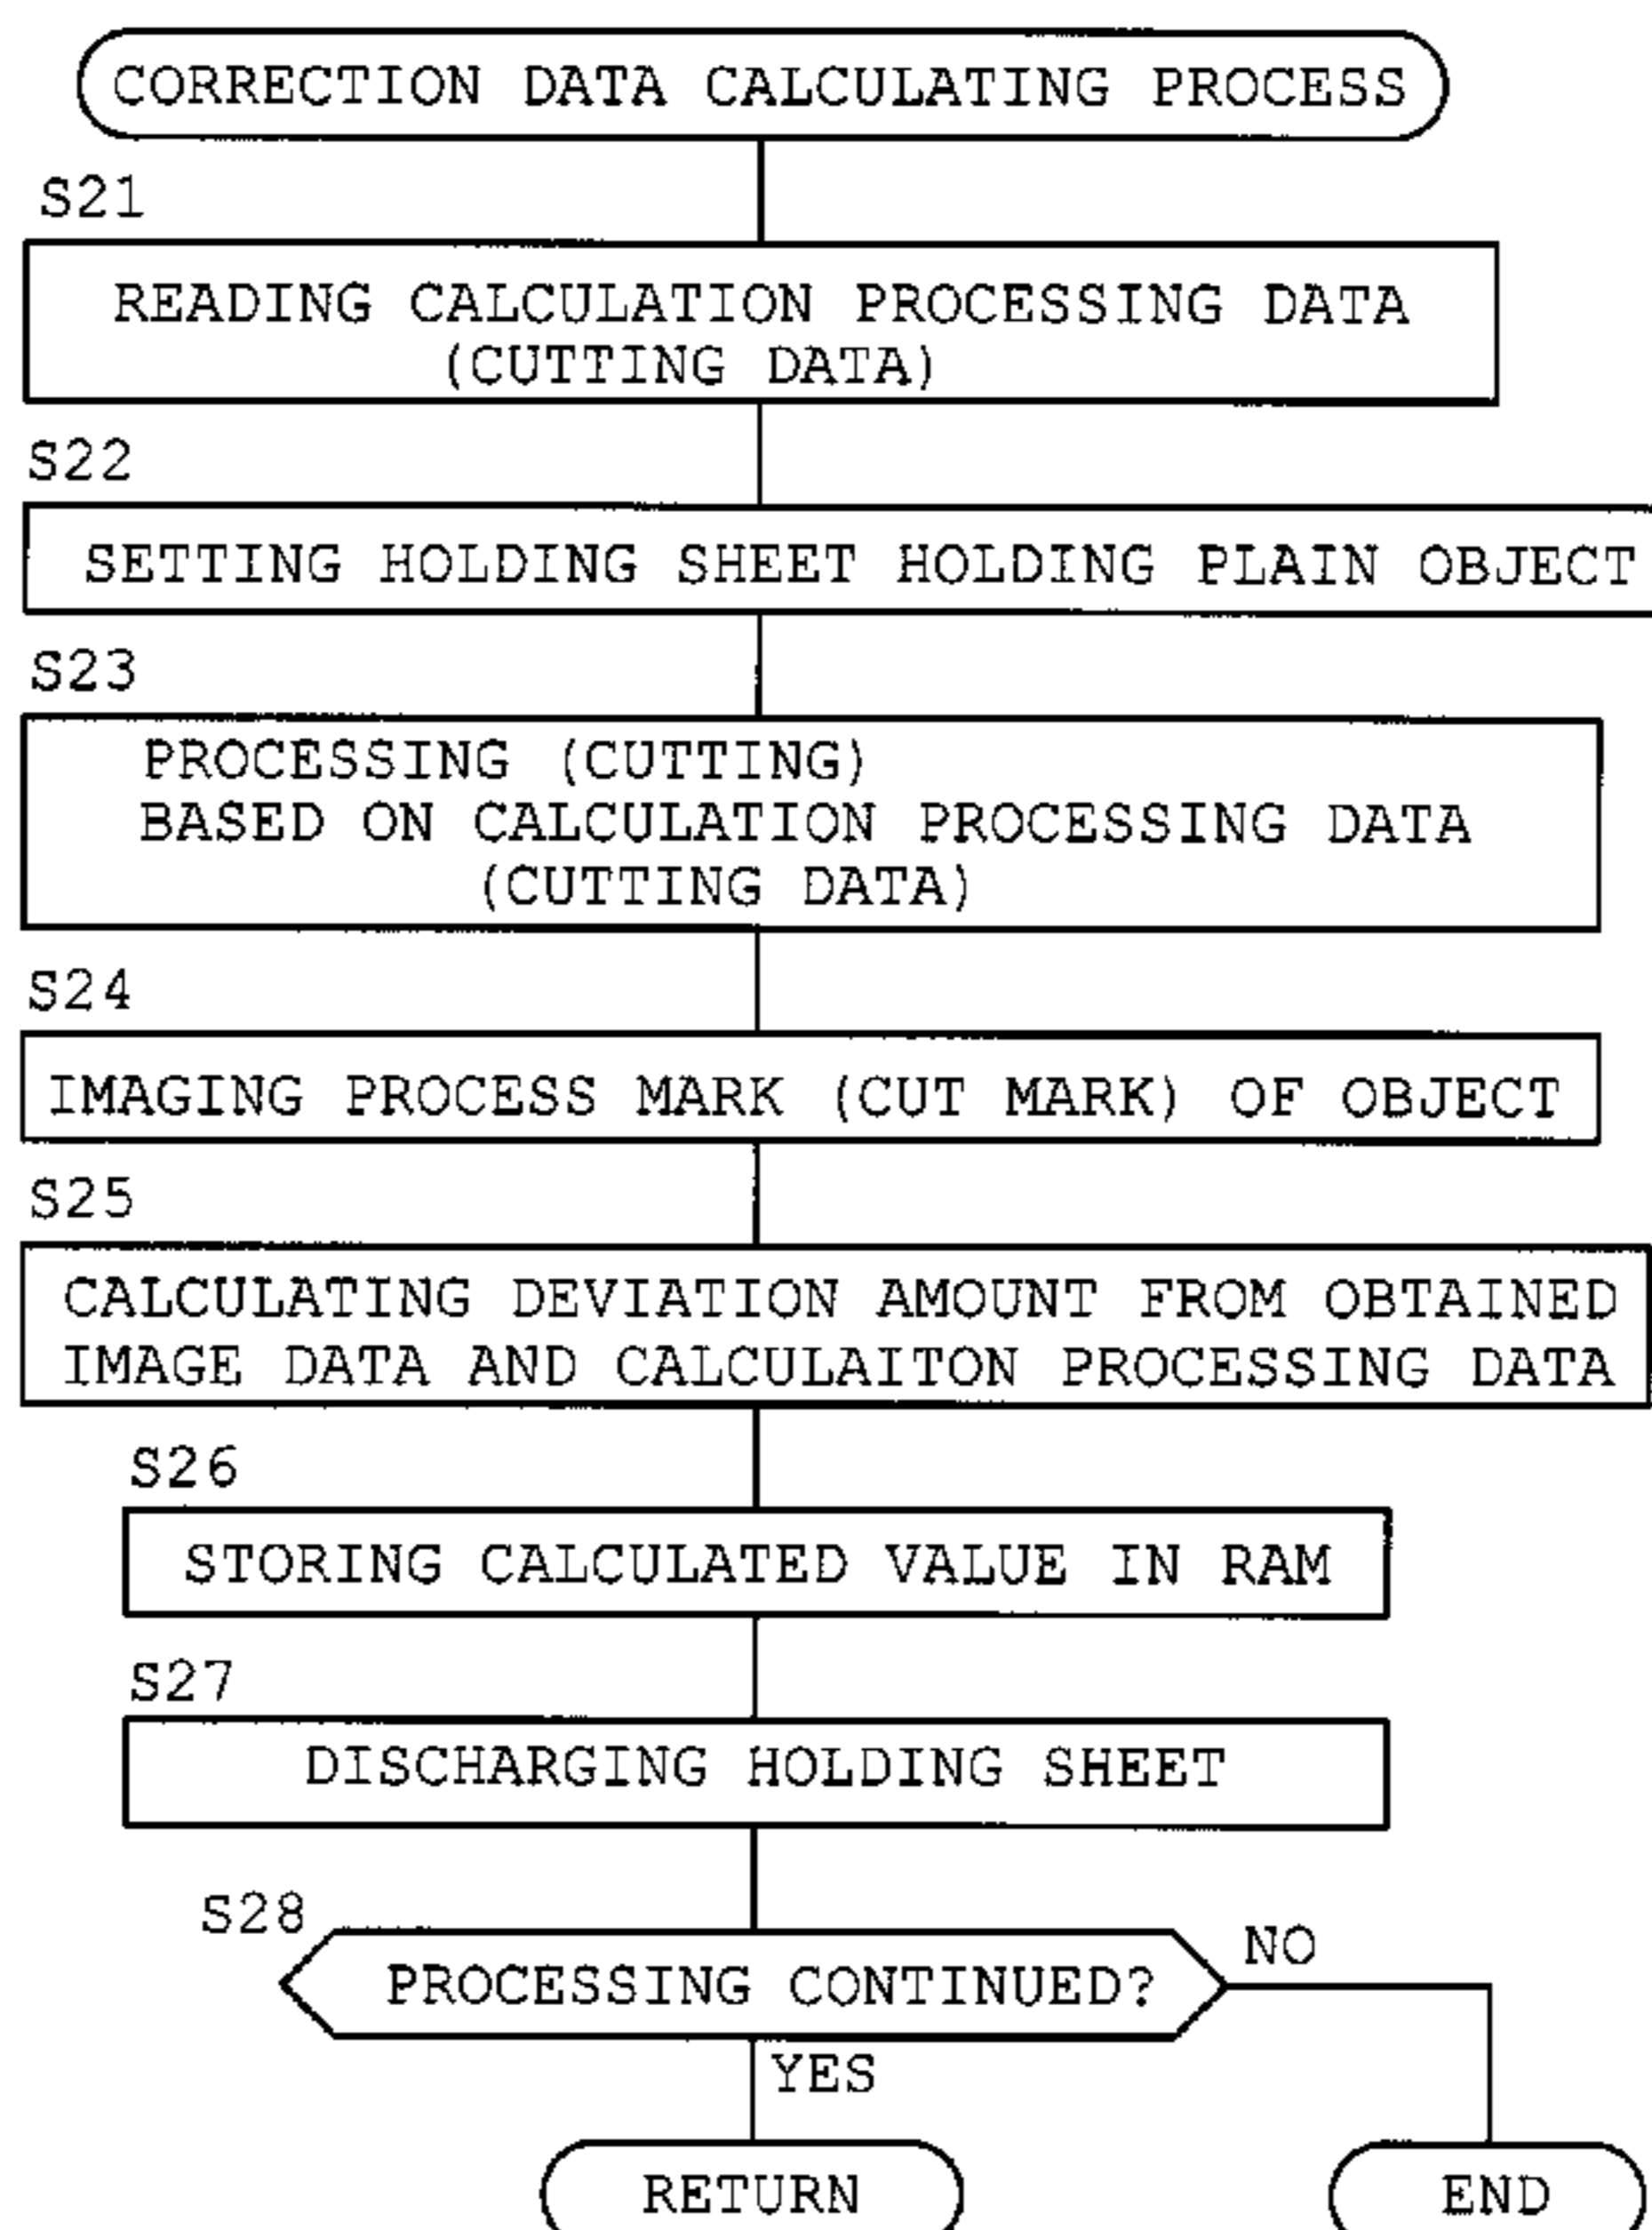 CORRECTION DATA CALCULATING PROCESS
S21
READING CALCULATION PROCESSING DATA
(CUTTING DATA)
S22
SETTING HOLDING SHEET HOLDING PLAIN OBJECT
S23
PROCESSING (CUTTING)
BASED ON CALCULATION PROCESSING DATA
(CUTTING DATA)
S24
IMAGING PROCESS MARK (CUT MARK) OF OBJECT
S25
CALCULATING DEVIATION AMOUNT FROM OBTAINED
IMAGE DATA AND CALCULAITON PROCESSING DATA
S26
STORING CALCULATED VALUE IN RAM
S27
DISCHARGING HOLDING SHEET
S28
PROCESSING CONTINUED?
NO
YES
RETURN
END